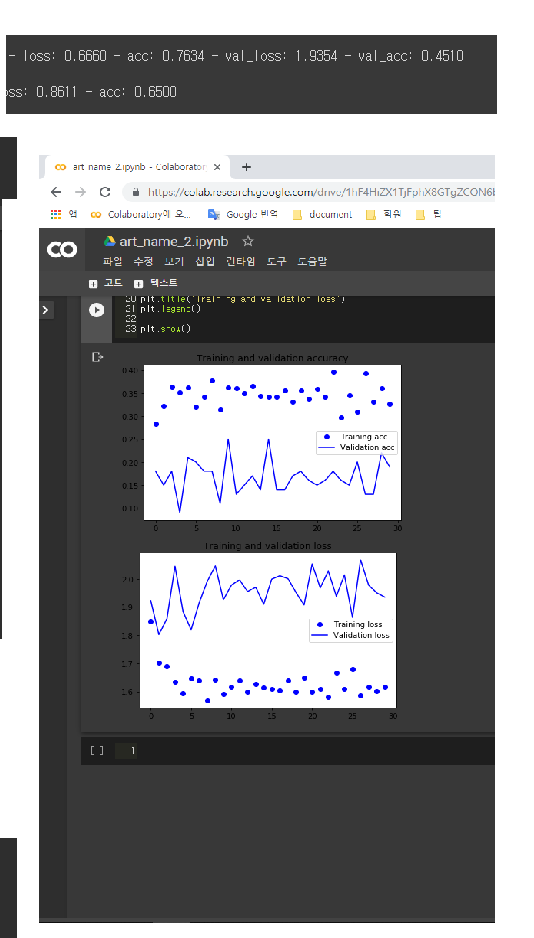 - loss: 0.6660 - acc: 0.7634 - val_loss: 1.9354 - val_acc: 0.4510
oss: 0.8611 - acc: 0.6500
art_name_2.ipynb - Colaborator
https://colab.research.google.com/drive/
앱 Colaboratory에 오... Google 번역 document 학원 팀
art_name_2.ipynb
파일 수정 보기 삽입 런타임 도구 도움말
코드 텍스트
20 plt.title('Training and validation loss')
21 plt.legend()
22
23 plt.show()
Training and validation accuracy
0.40
0.35
0.30
0.25
0.20
0.15
0.10
Training acc
Validation acc
0 5 10 15 20 25 30
Training and validation loss
2.0
1.9
1.8
1.7
1.6
Training loss
Validation loss
0 5 10 15 20 25 30
[ ] 1